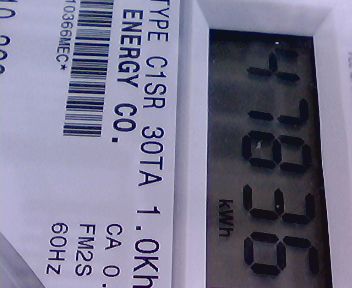 47836
kWh
TYPE C1SR 30TA 1.0Kh
ENERGY CO.
CA 0.
FM2S
60HZ
10366MEC*